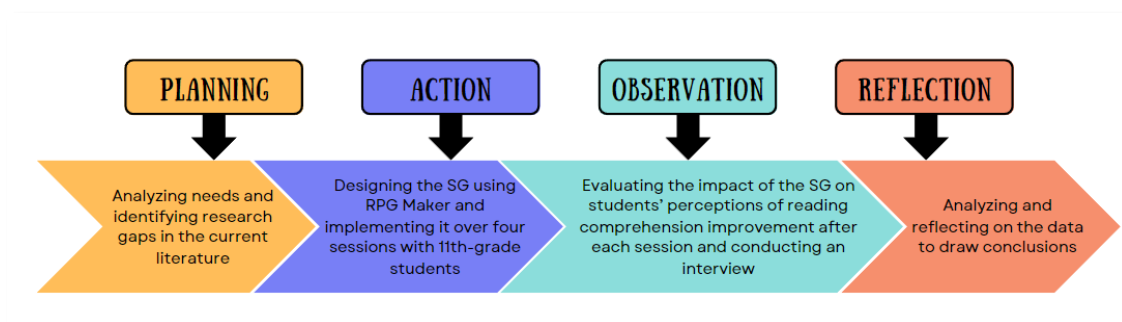 PLANNING
ACTION
OBSERVATION
REFLECTION
Analyzing needs and
identifying research
gaps in the current
literature
Designing the SG using
RPG Maker and
implementing it over four
sessions with 11th-grade
students
Evaluating the impact of the SG on
students’ perceptions of reading
comprehension improvement after
each session and conducting an
interview
Analyzing and
reflecting on the data
to draw conclusions